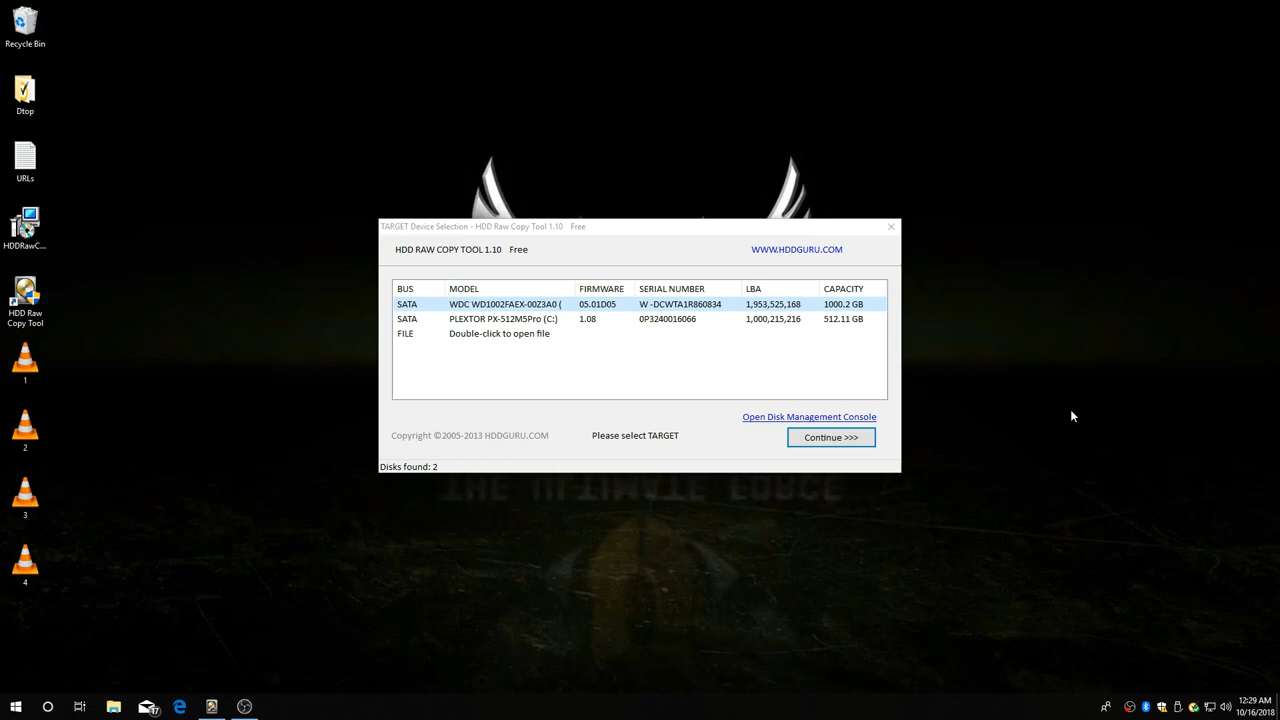 Recycle Bin
Dtop
URLs
HDDRawC...
HDD Raw
Copy Tool
1
2
3
4
TARGET Device Selection - HDD Raw Copy Tool 1.10 Free
HDD RAW COPY TOOL 1.10 Free WWW.HDDGURU.COM
BUS MODEL FIRMWARE SERIAL NUMBER LBA CAPACITY
SATA WDC WD1002FAEX-00Z3A0 ( 05.01D05 W -DCWTA1R860834 1,953,525,168 1000.2 GB
SATA PLEXTOR PX-512M5Pro (C:) 1.08 0P3240016066 1,000,215,216 512.11 GB
FILE Double-click to open file
Open Disk Management Console
Copyright ©2005-2013 HDDGURU.COM Please select TARGET Continue >>>
Disks found: 2
17
12:29 AM
10/16/2018